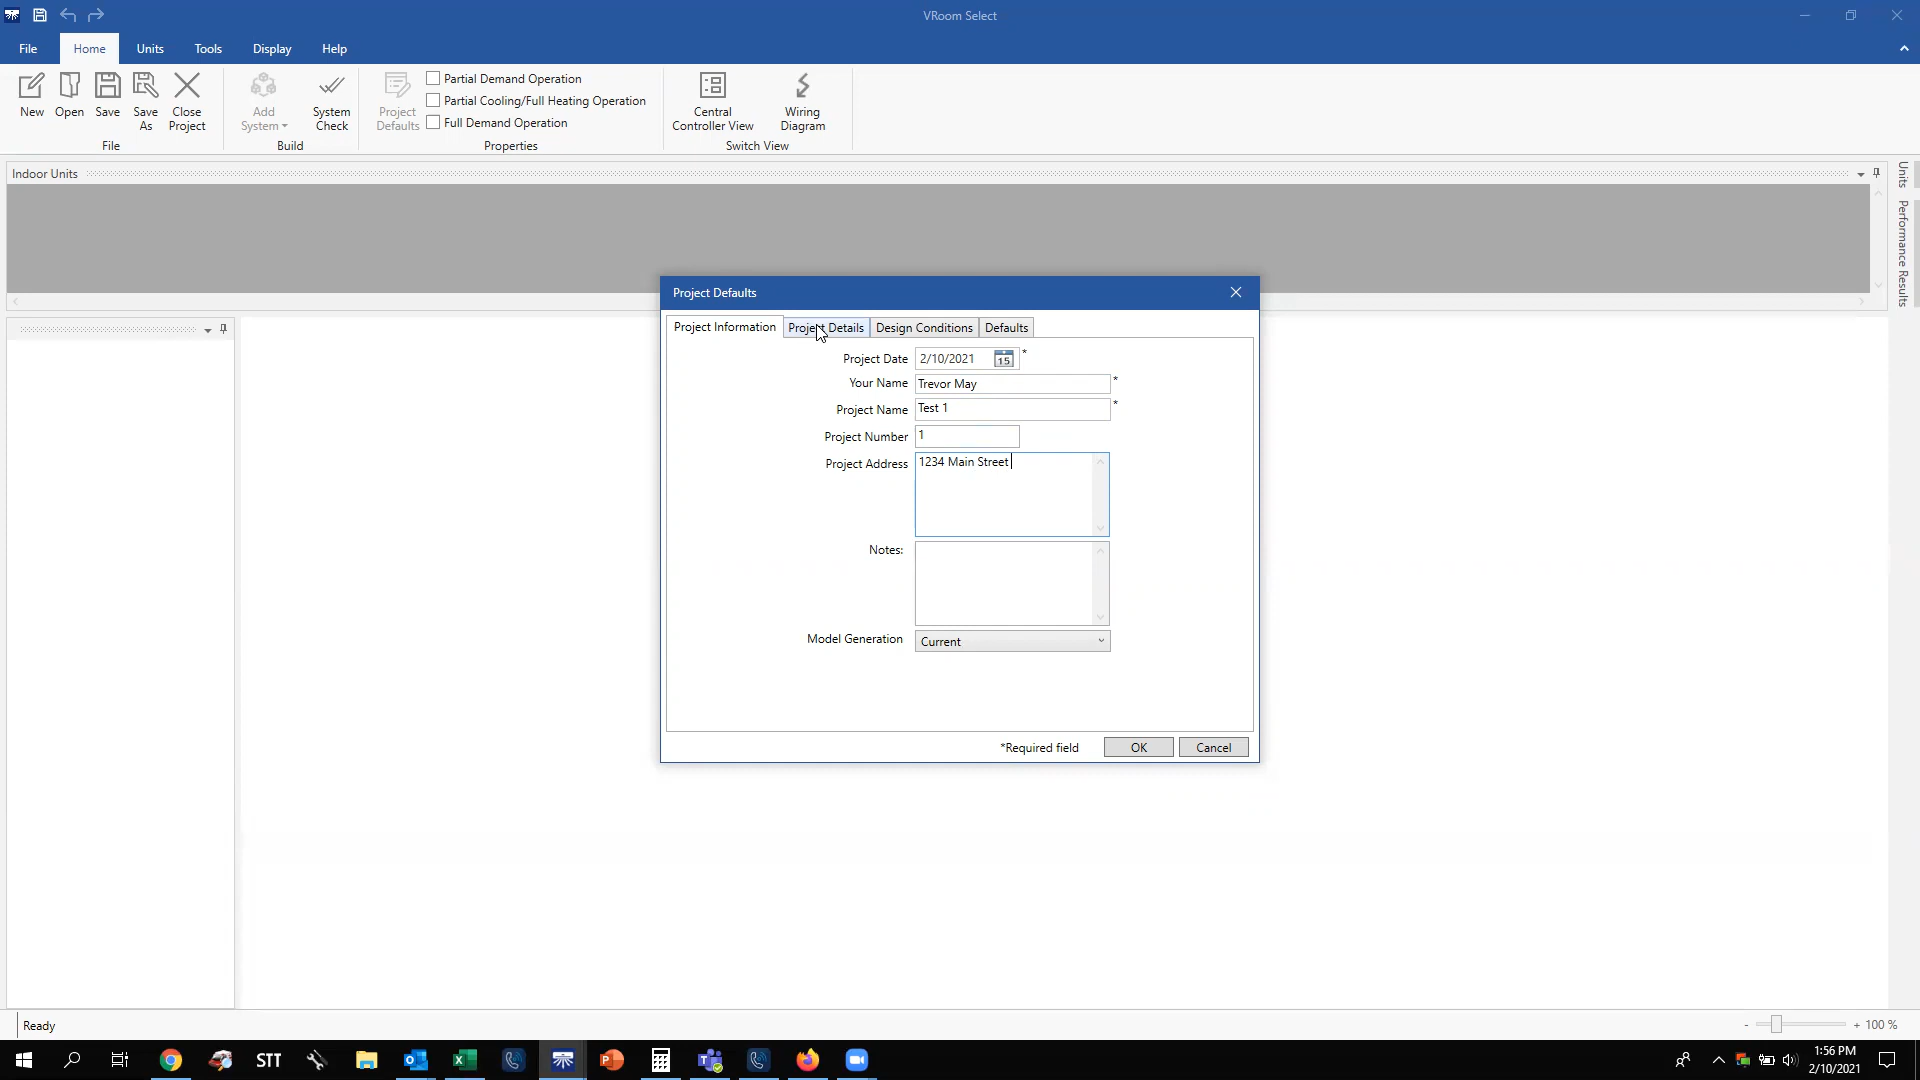 VRoom Select
File Home Units Tools Display Help
New Open Save Save As Close Project
Add System System Check
Project Defaults
Partial Demand Operation
Partial Cooling/Full Heating Operation
Full Demand Operation
Central Controller View Wiring Diagram
File Build Properties Switch View
Indoor Units
Units
Performance Results
Project Defaults
Project Information Project Details Design Conditions Defaults
Project Date 2/10/2021 15 *
Your Name Trevor May *
Project Name Test 1 *
Project Number 1
Project Address 1234 Main Street
Notes:
Model Generation Current
*Required field OK Cancel
Ready
- + 100 %
STT
1:56 PM
2/10/2021